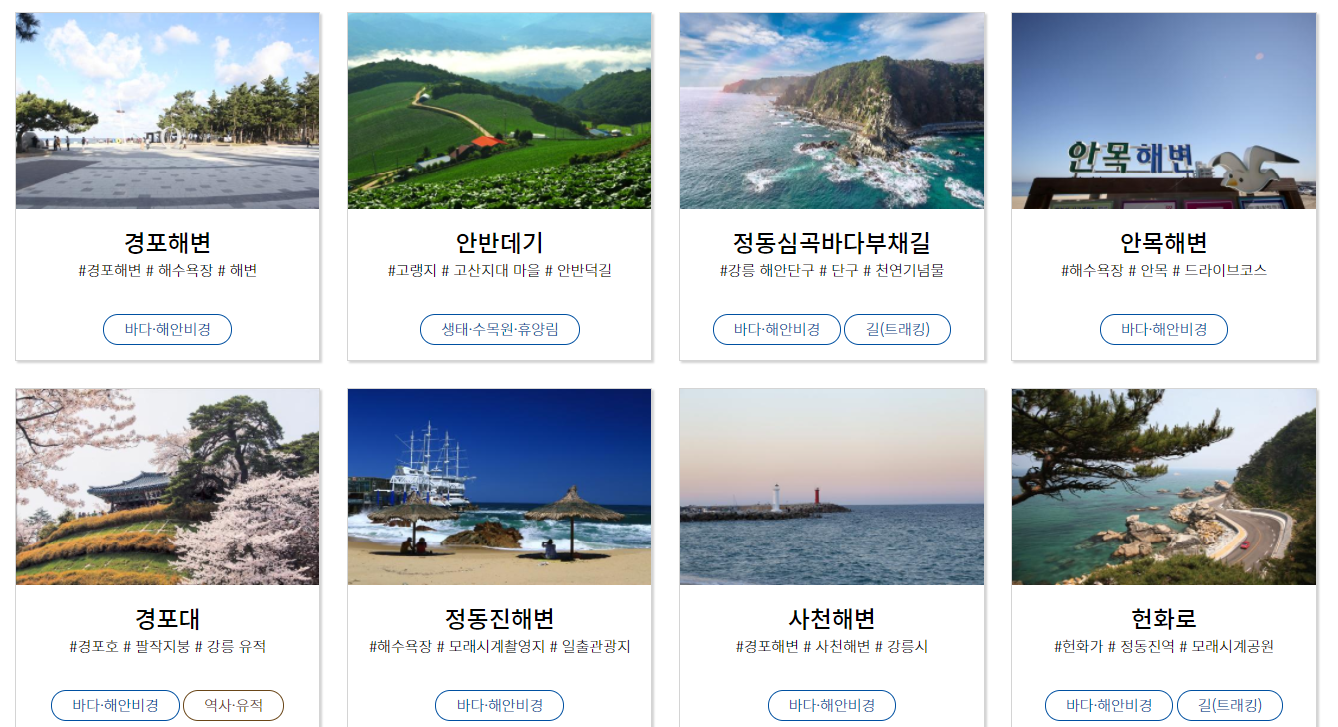 안목해변
경포해변
#경포해변 # 해수욕장 # 해변
바다·해안비경
안반데기
#고랭지 # 고산지대 마을 # 안반덕길
생태·수목원·휴양림
정동심곡바다부채길
#강릉 해안단구 # 단구 # 천연기념물
바다·해안비경 길(트래킹)
안목해변
#해수욕장 # 안목 # 드라이브코스
바다·해안비경
경포대
#경포호 # 팔작지붕 # 강릉 유적
바다·해안비경 역사·유적
정동진해변
#해수욕장 # 모래시계촬영지 # 일출관광지
바다·해안비경
사천해변
#경포해변 # 사천해변 # 강릉시
바다·해안비경
헌화로
#헌화가 # 정동진역 # 모래시계공원
바다·해안비경 길(트래킹)